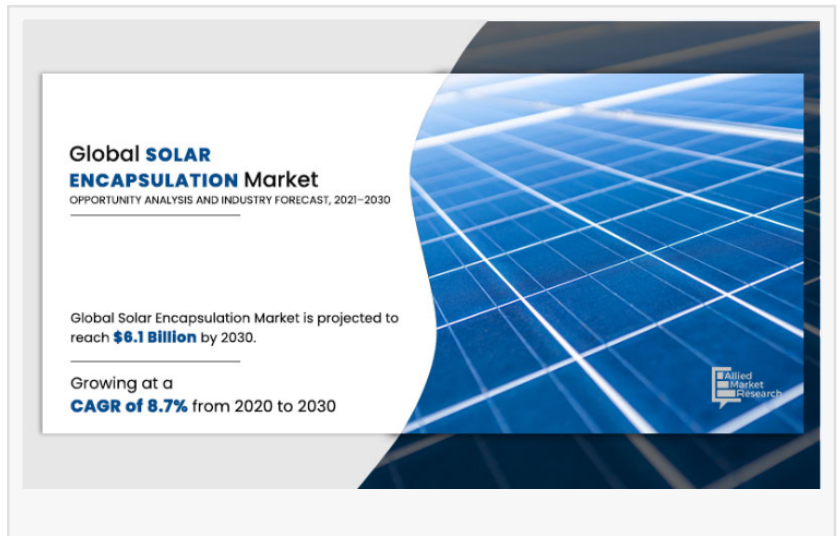 Global SOLAR
ENCAPSULATION Market
OPPORTUNITY ANALYSIS AND INDUSTRY FORECAST, 2021–2030
Global Solar Encapsulation Market is projected to
reach $6.1 Billion by 2030.
Growing at a
CAGR of 8.7% from 2020 to 2030
Allied
Market
Research